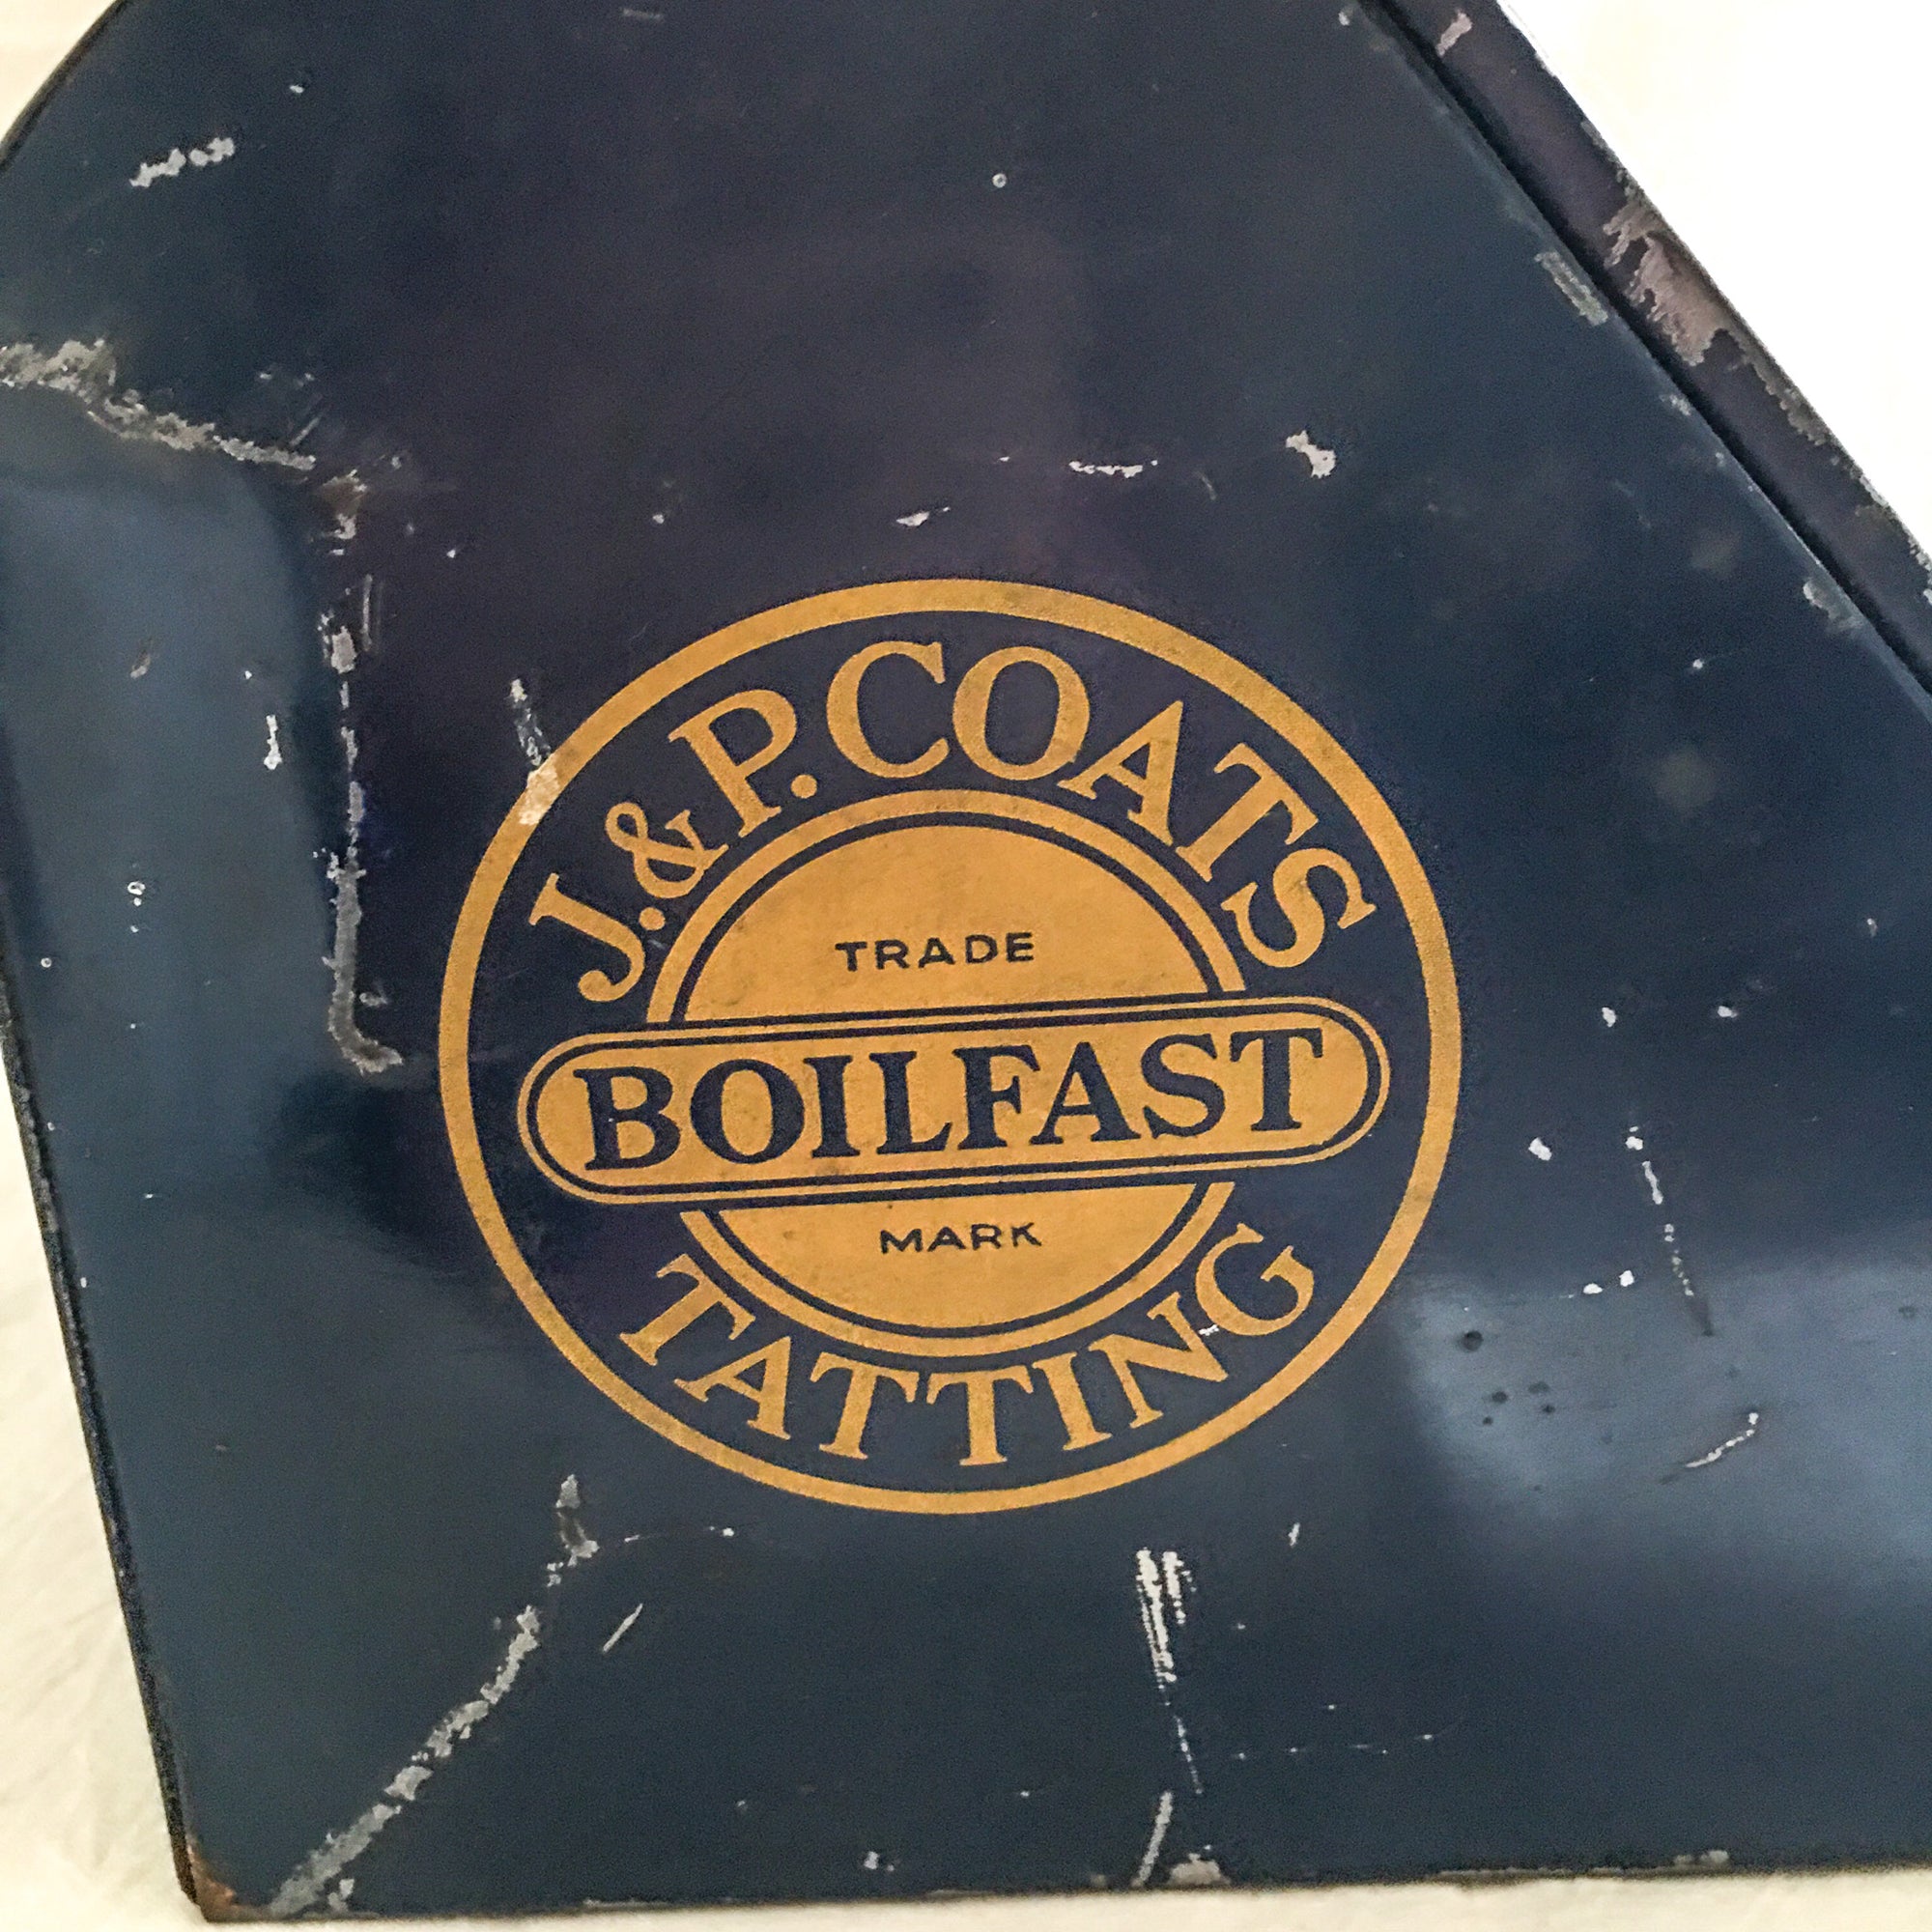 J. & P. COATS
TRADE
BOILFAST
MARK
TATTING